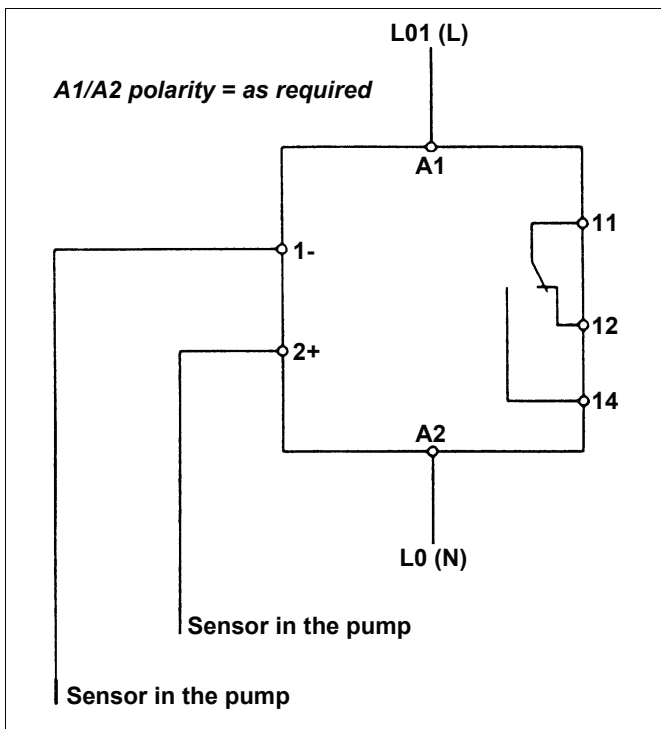 L01 (L)
A1/A2 polarity = as required
A1
11
1-
12
2+
14
A2
L0 (N)
Sensor in the pump
Sensor in the pump